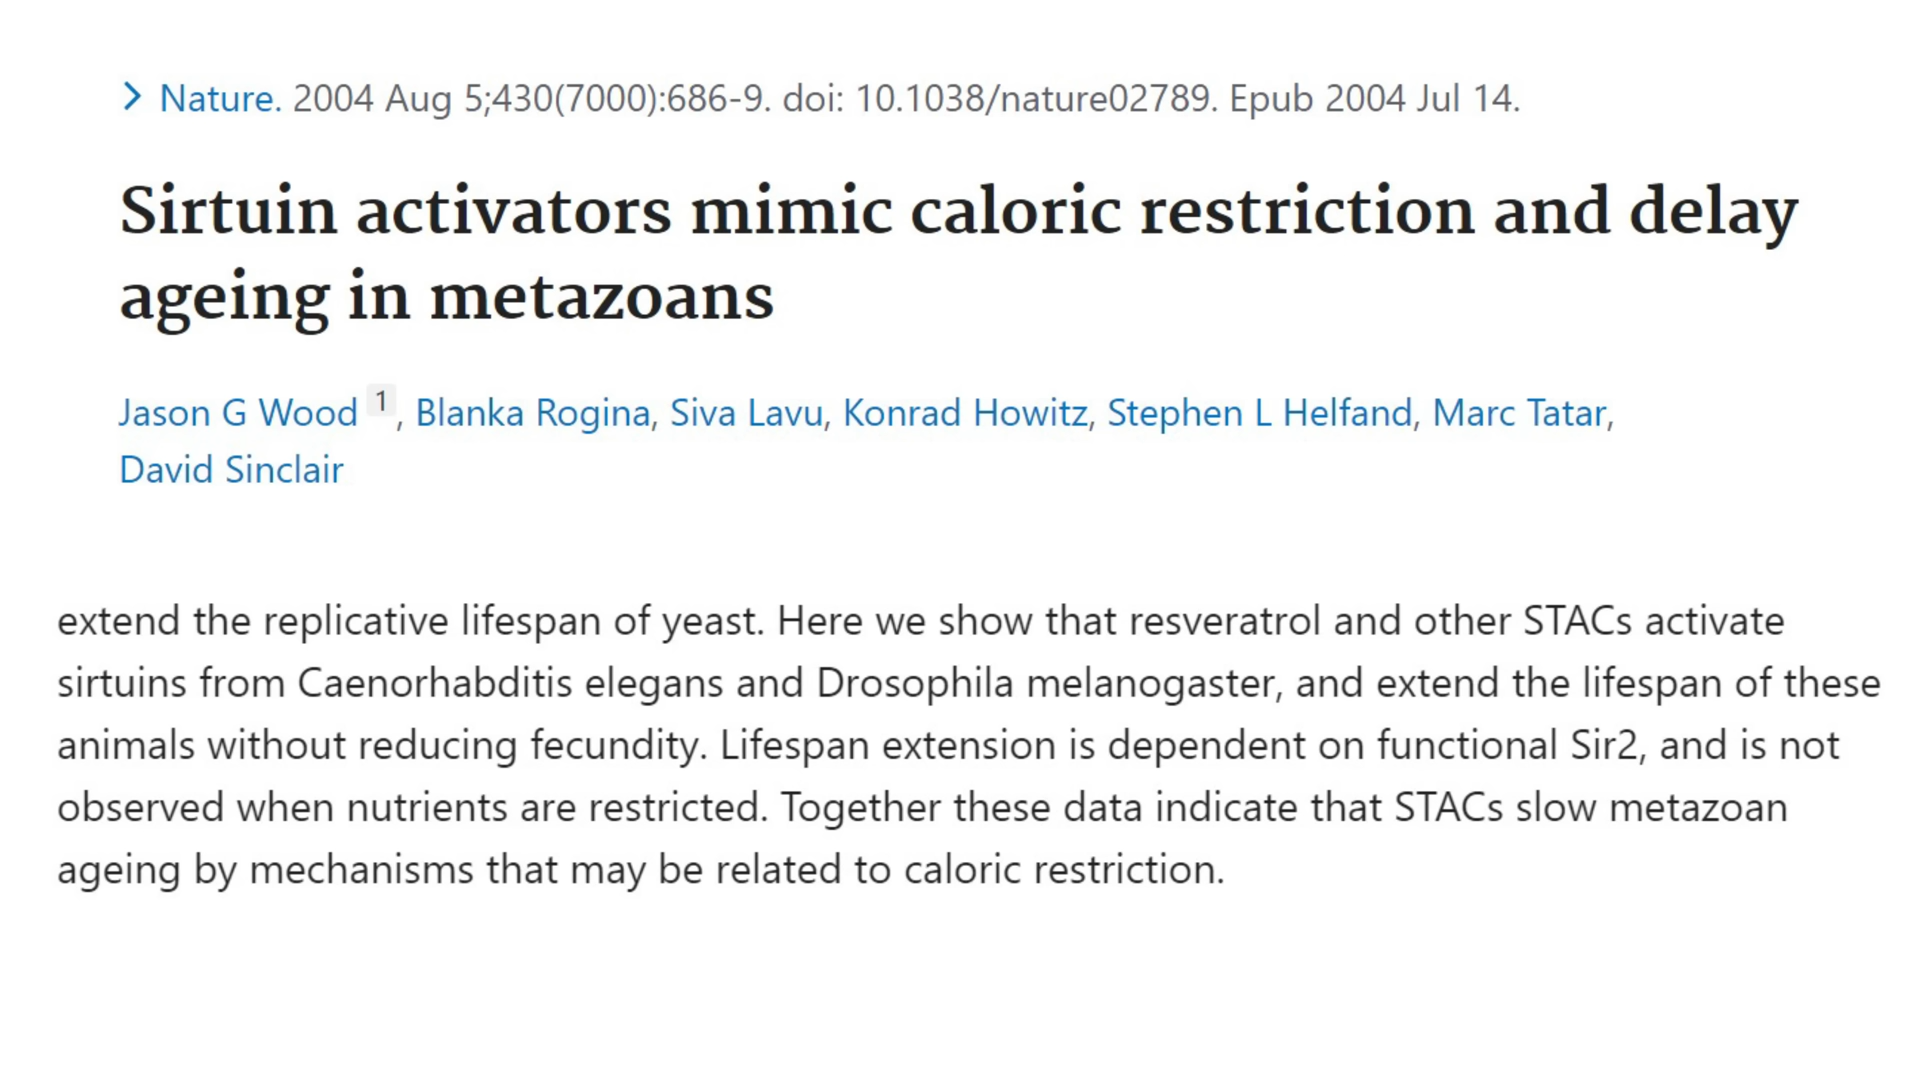 > Nature. 2004 Aug 5;430(7000):686-9. doi: 10.1038/nature02789. Epub 2004 Jul 14.
Sirtuin activators mimic caloric restriction and delay
ageing in metazoans
Jason G Wood 1, Blanka Rogina, Siva Lavu, Konrad Howitz, Stephen L Helfand, Marc Tatar,
David Sinclair
extend the replicative lifespan of yeast. Here we show that resveratrol and other STACs activate
sirtuins from Caenorhabditis elegans and Drosophila melanogaster, and extend the lifespan of these
animals without reducing fecundity. Lifespan extension is dependent on functional Sir2, and is not
observed when nutrients are restricted. Together these data indicate that STACs slow metazoan
ageing by mechanisms that may be related to caloric restriction.